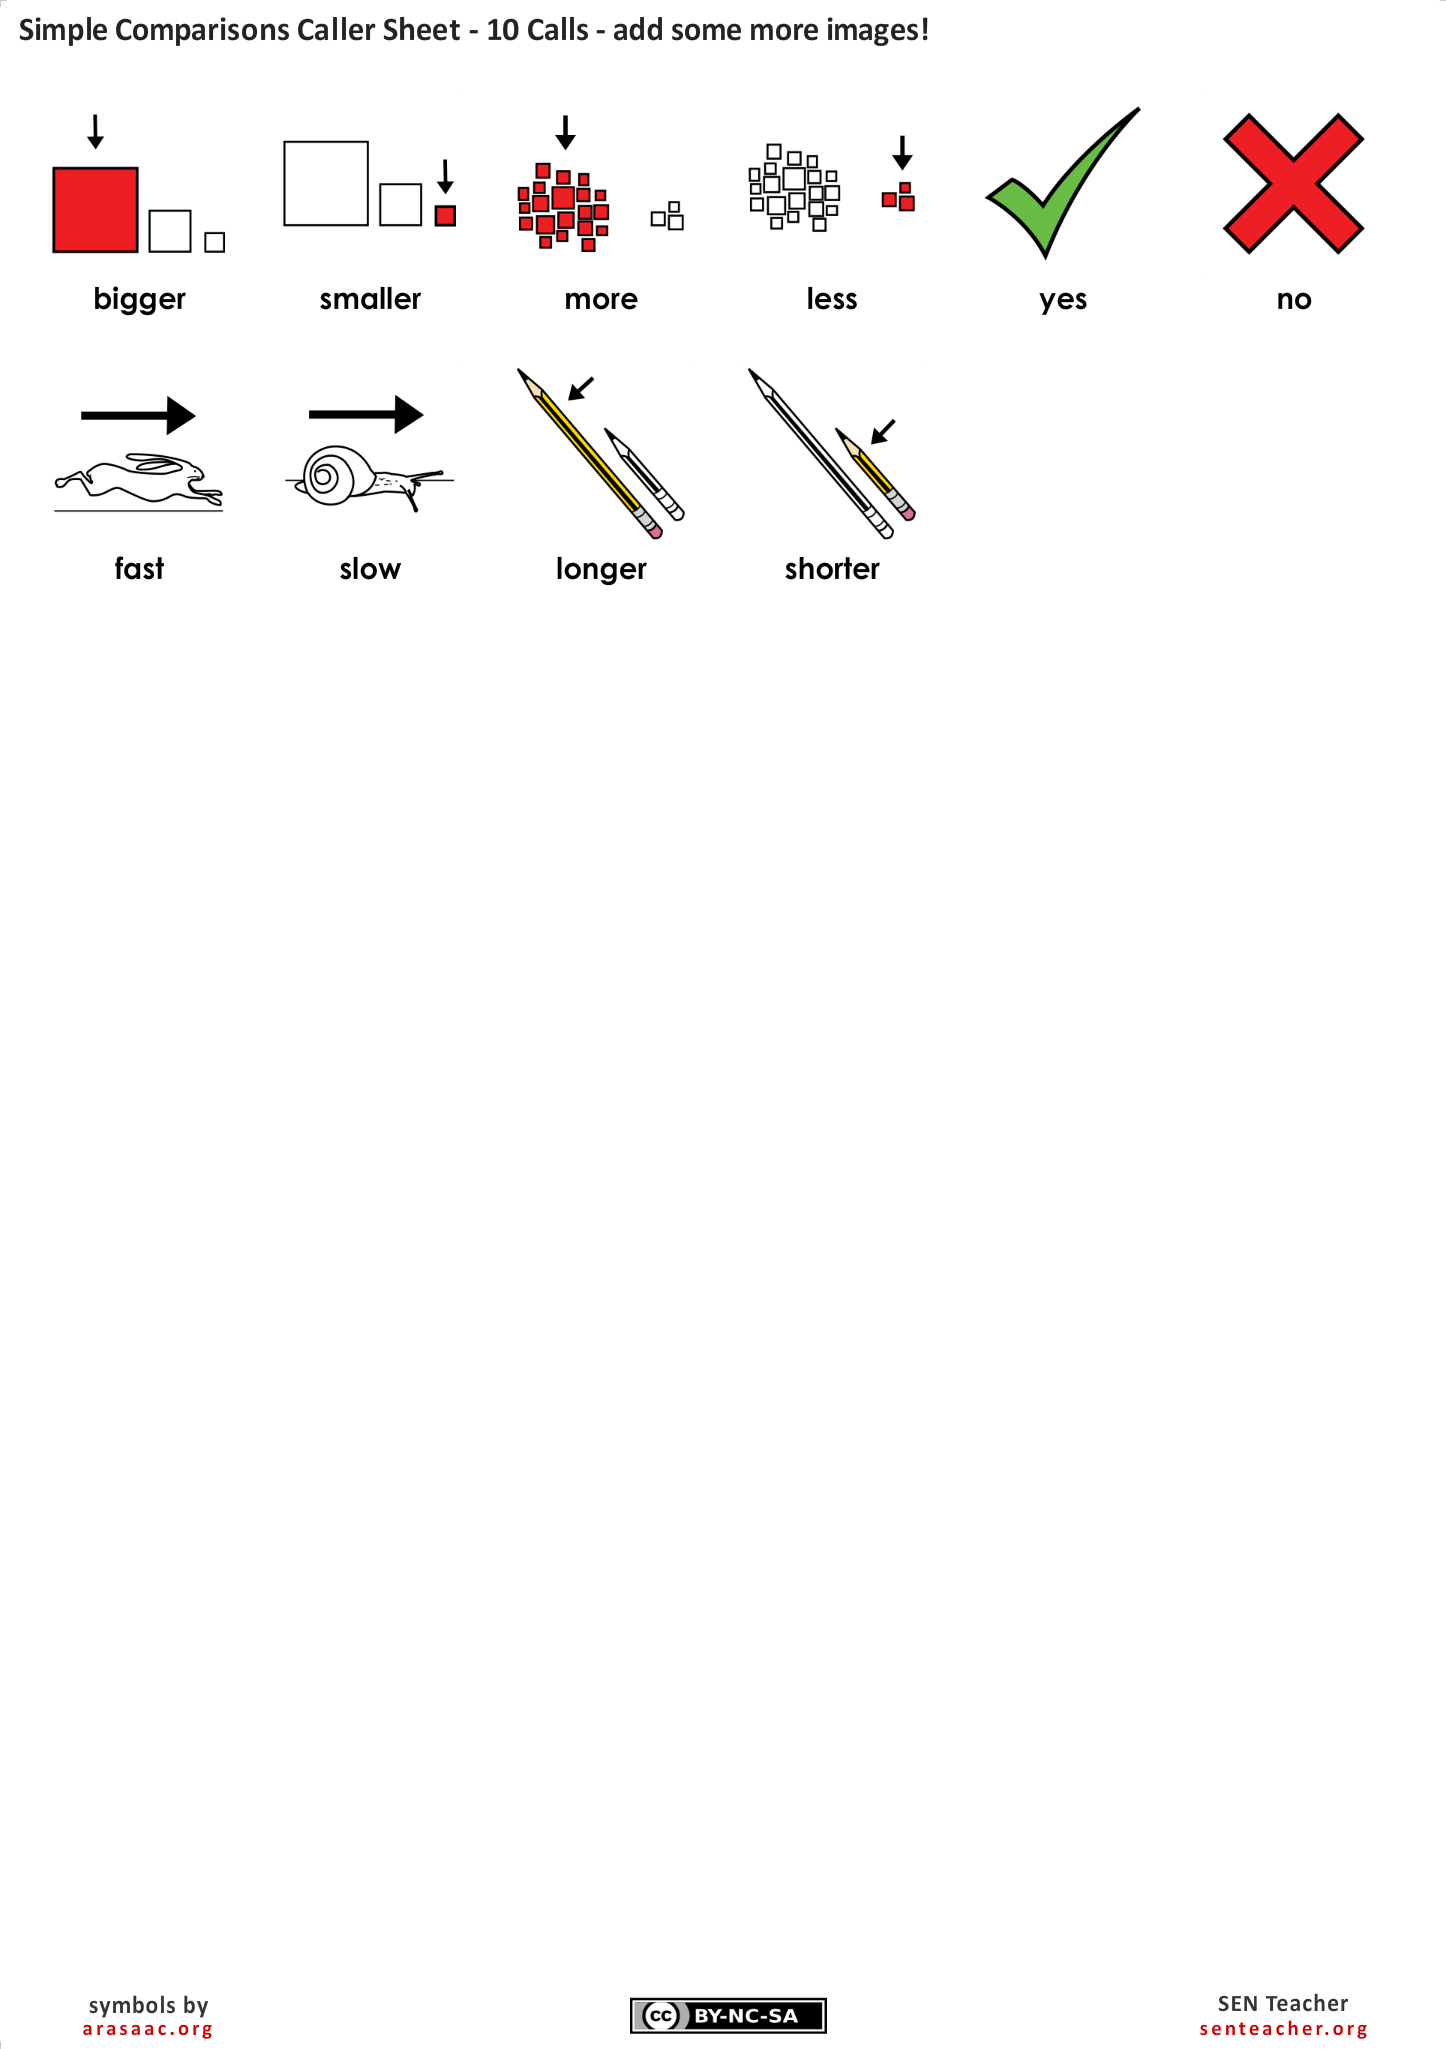 Simple Comparisons Caller Sheet - 10 Calls - add some more images!
bigger smaller more less yes no
fast slow longer shorter
symbols by
arasaac.org
cc BY-NC-SA
SEN Teacher
senteacher.org